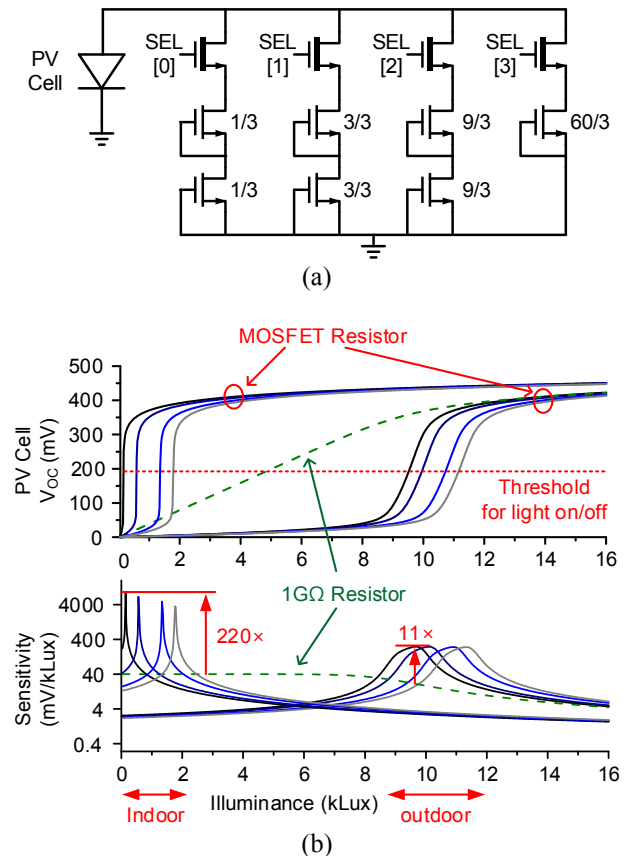 PV
Cell
SEL
[0]
SEL
[1]
SEL
[2]
SEL
[3]
1/3
3/3
9/3
60/3
1/3
3/3
9/3
(a)
MOSFET Resistor
PV Cell
VOC (mV)
500
400
300
200
100
0
Threshold
for light on/off
0 2 4 6 8 10 12 14 16
1GΩ Resistor
Sensitivity
(mV/kLux)
4000
400
40
4
0.4
220×
11×
0 2 4 6 8 10 12 14 16
Indoor
Illuminance (kLux)
outdoor
(b)